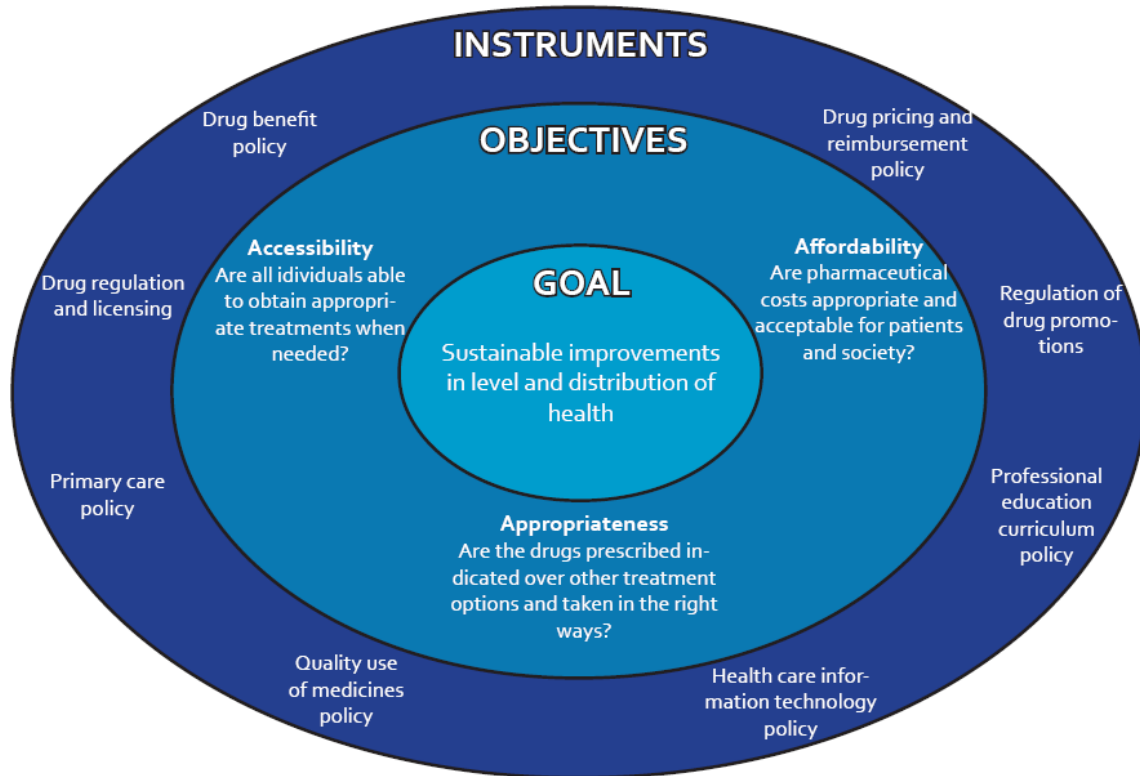 INSTRUMENTS
Drug benefit
policy
Drug pricing and
reimbursement
policy
OBJECTIVES
Accessibility
Are all idividuals able
to obtain appropri-
ate treatments when
needed?
Affordability
Are pharmaceutical
costs appropriate and
acceptable for patients
and society?
GOAL
Sustainable improvements
in level and distribution of
health
Drug regulation
and licensing
Regulation of
drug promo-
tions
Primary care
policy
Professional
education
curriculum
policy
Appropriateness
Are the drugs prescribed in-
dicated over other treatment
options and taken in the right
ways?
Quality use
of medicines
policy
Health care infor-
mation technology
policy